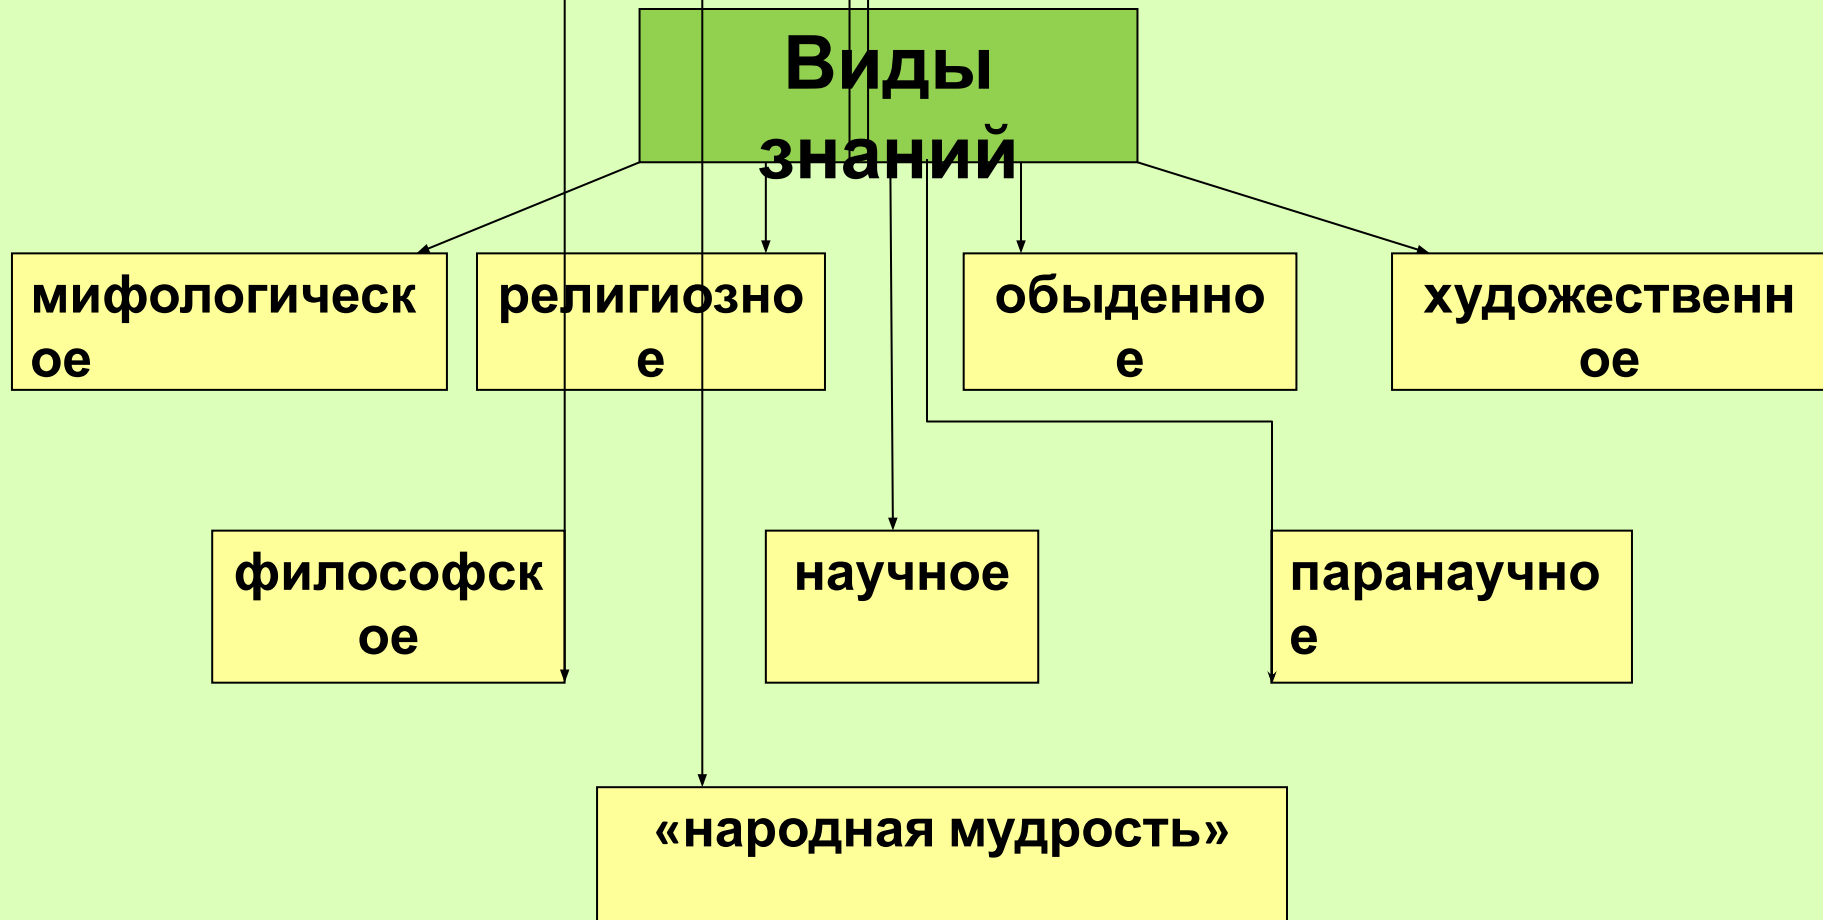 Виды
знаний
мифологическ
ое
религиозно
е
обыденно
е
художественн
ое
философск
ое
научное
паранаучно
е
«народная мудрость»